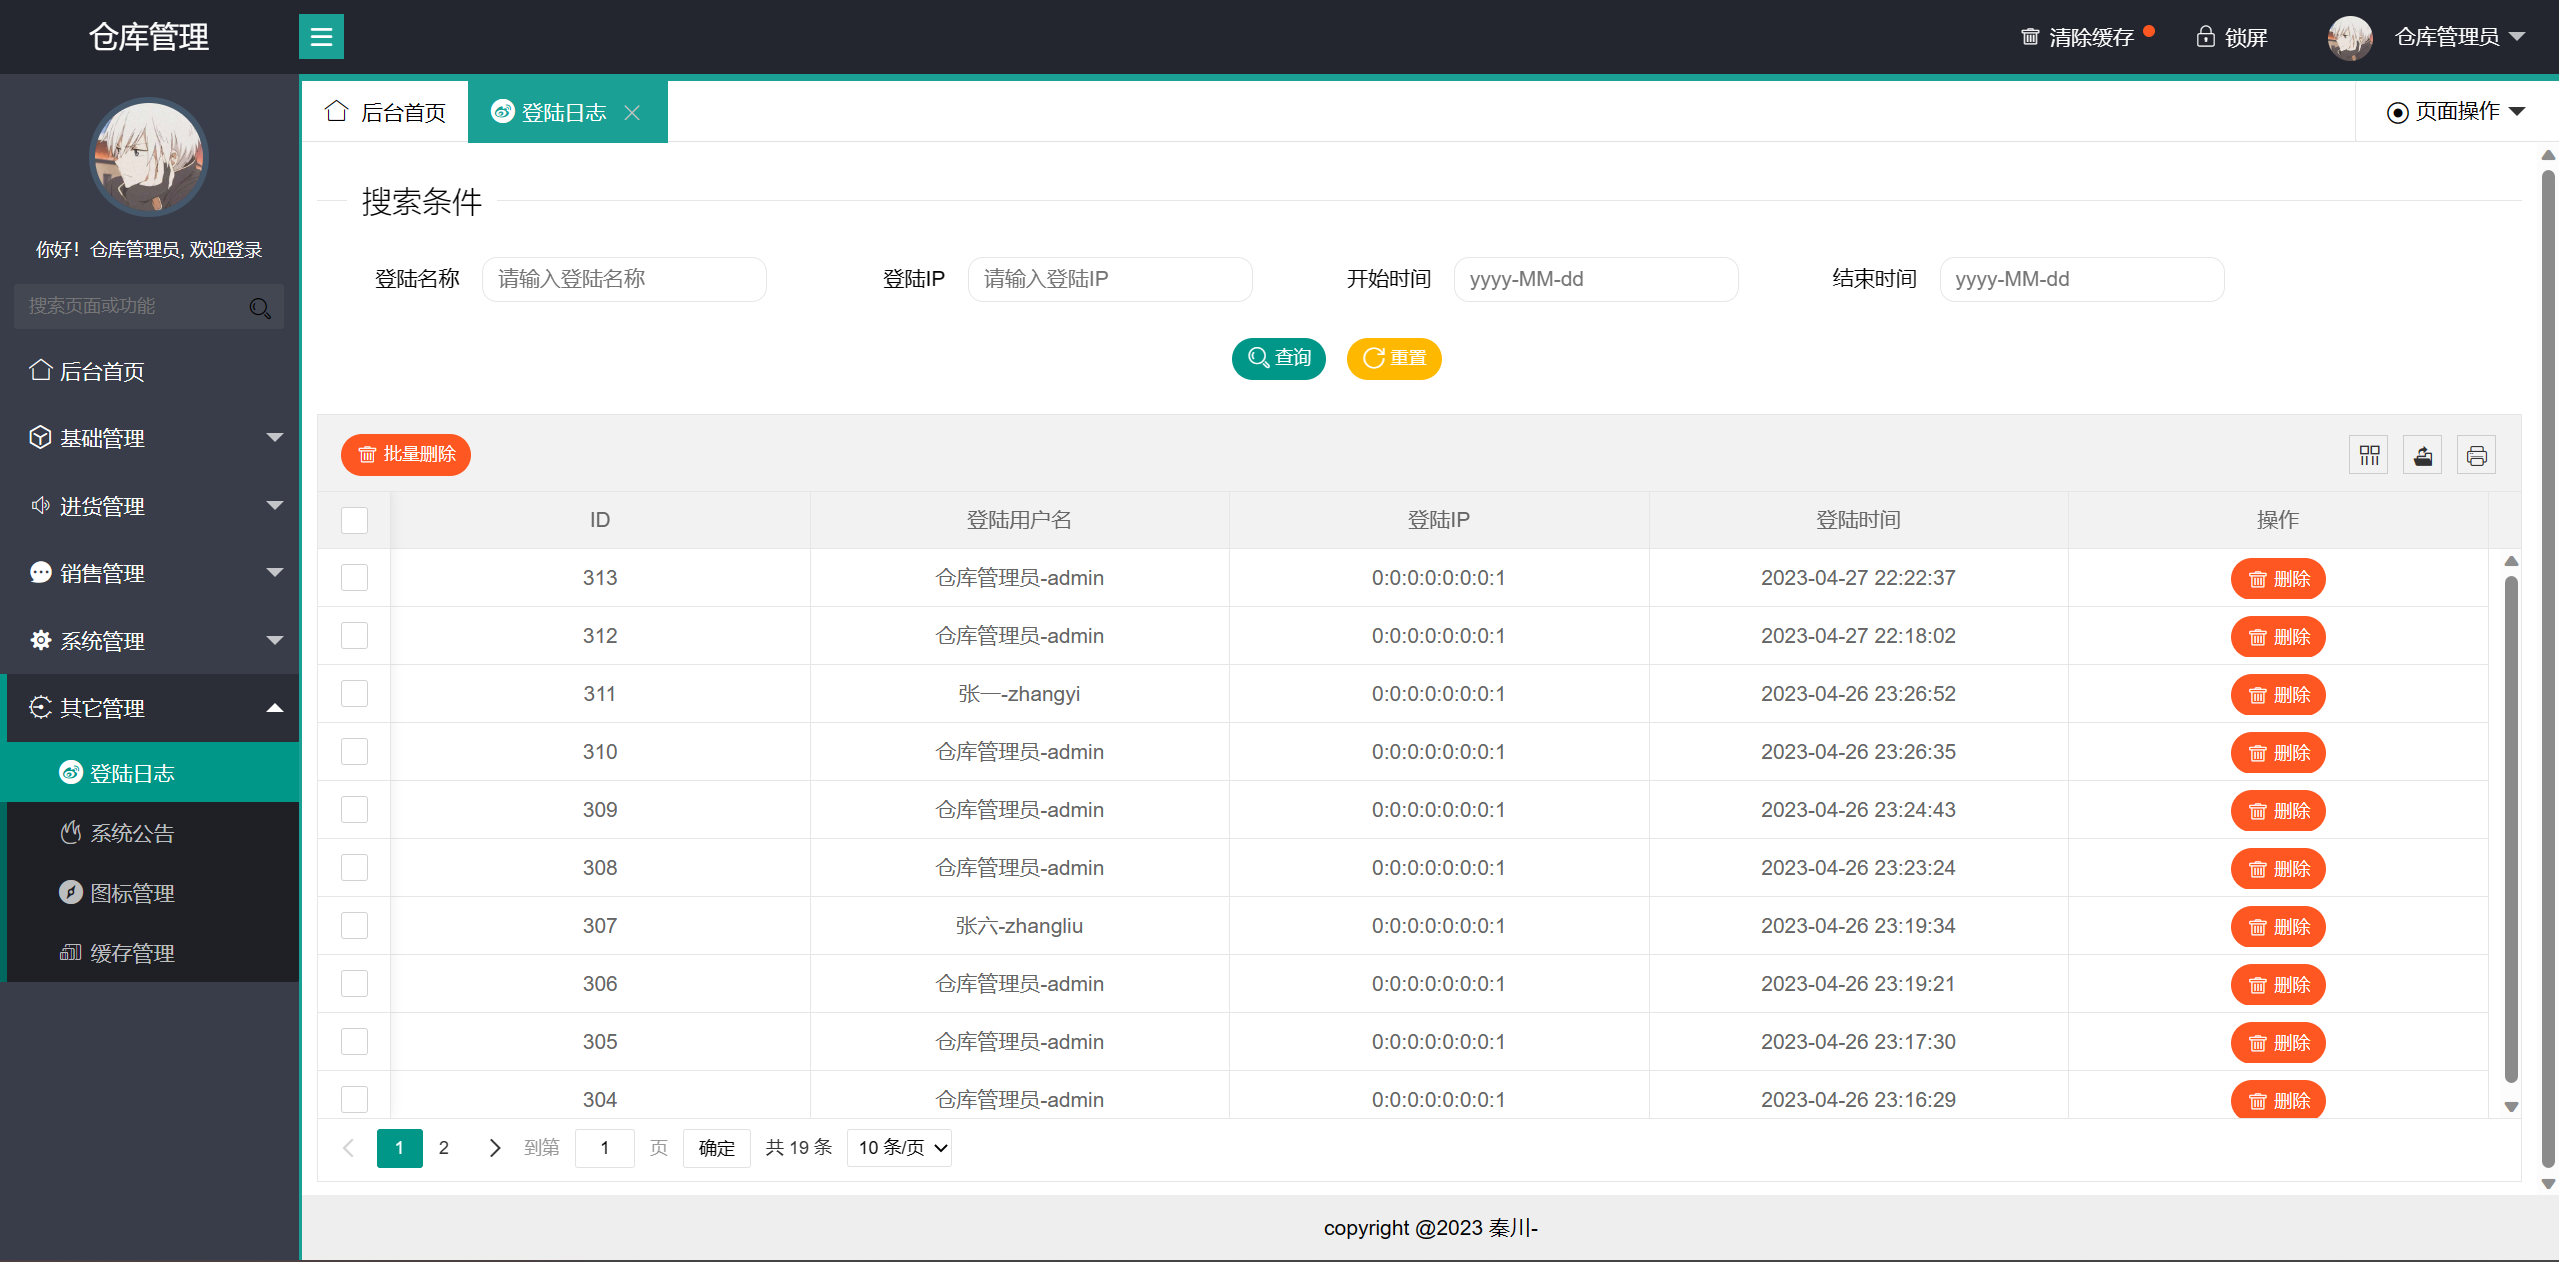 仓库管理
清除缓存
锁屏
仓库管理员
你好！仓库管理员, 欢迎登录
搜索页面或功能
后台首页
基础管理
进货管理
销售管理
系统管理
其它管理
登陆日志
系统公告
图标管理
缓存管理
后台首页
登陆日志
页面操作
搜索条件
登陆名称 请输入登陆名称 登陆IP 请输入登陆IP 开始时间 yyyy-MM-dd 结束时间 yyyy-MM-dd
查询 重置
批量删除
ID 登陆用户名 登陆IP 登陆时间 操作
313 仓库管理员-admin 0:0:0:0:0:0:0:1 2023-04-27 22:22:37 删除
312 仓库管理员-admin 0:0:0:0:0:0:0:1 2023-04-27 22:18:02 删除
311 张一-zhangyi 0:0:0:0:0:0:0:1 2023-04-26 23:26:52 删除
310 仓库管理员-admin 0:0:0:0:0:0:0:1 2023-04-26 23:26:35 删除
309 仓库管理员-admin 0:0:0:0:0:0:0:1 2023-04-26 23:24:43 删除
308 仓库管理员-admin 0:0:0:0:0:0:0:1 2023-04-26 23:23:24 删除
307 张六-zhangliu 0:0:0:0:0:0:0:1 2023-04-26 23:19:34 删除
306 仓库管理员-admin 0:0:0:0:0:0:0:1 2023-04-26 23:19:21 删除
305 仓库管理员-admin 0:0:0:0:0:0:0:1 2023-04-26 23:17:30 删除
304 仓库管理员-admin 0:0:0:0:0:0:0:1 2023-04-26 23:16:29 删除
1 2 到第 1 页 确定 共 19 条 10 条/页
copyright @2023 秦川-